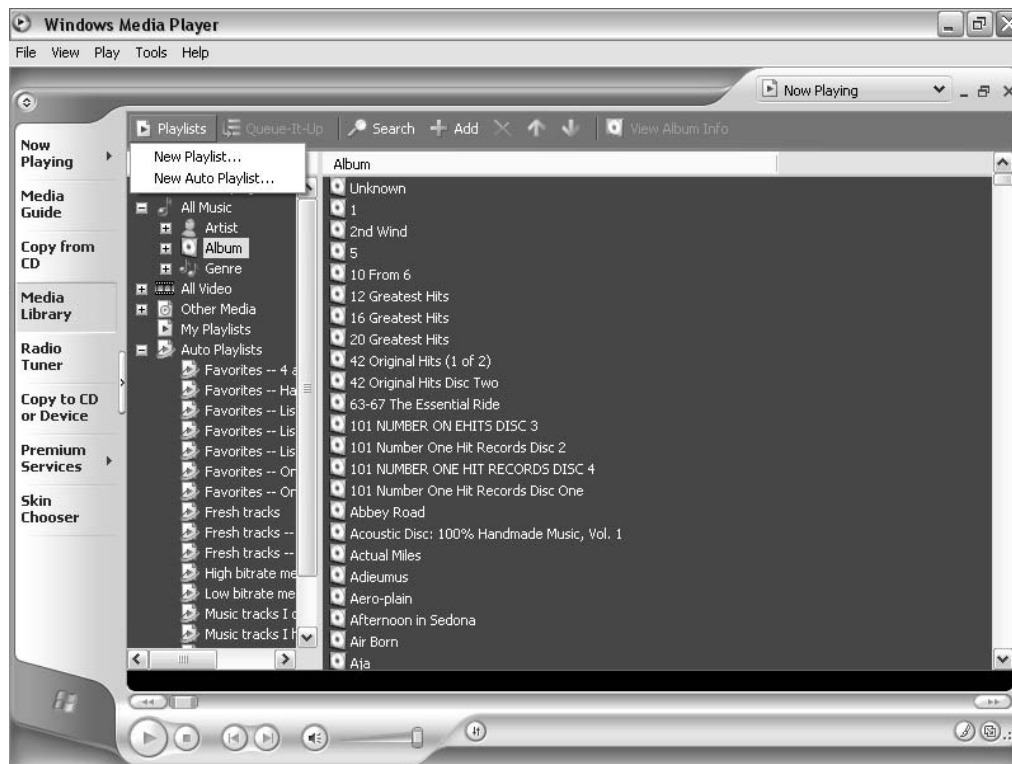 Windows Media Player
File View Play Tools Help
Now Playing
Playlists Queue-It-Up Search Add View Album Info
New Playlist...
New Auto Playlist...
Now
Playing
Media
Guide
Copy from
CD
Media
Library
Radio
Tuner
Copy to CD
or Device
Premium
Services
Skin
Chooser
All Music
Artist
Album
Genre
All Video
Other Media
My Playlists
Auto Playlists
Favorites -- 4
Favorites -- Ha
Favorites -- Lis
Favorites -- Lis
Favorites -- Lis
Favorites -- On
Favorites -- On
Fresh tracks
Fresh tracks --
Fresh tracks --
High bitrate me
Low bitrate me
Music tracks I
Music tracks I
Album
Unknown
1
2nd Wind
5
10 From 6
12 Greatest Hits
16 Greatest Hits
20 Greatest Hits
42 Original Hits (1 of 2)
42 Original Hits Disc Two
63-67 The Essential Ride
101 NUMBER ON EHITS DISC 3
101 Number One Hit Records Disc 2
101 NUMBER ONE HIT RECORDS DISC 4
101 Number One Hit Records Disc One
Abbey Road
Acoustic Disc: 100% Handmade Music, Vol. 1
Actual Miles
Adieumus
Aero-plain
Afternoon in Sedona
Air Born
Aja